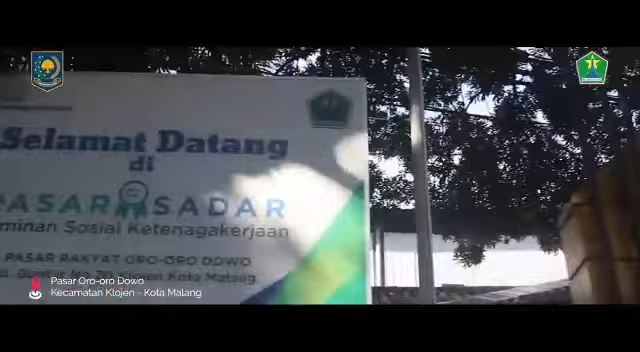 Selamat Datang
di
PASAR SADAR
Sosial Ketenagakerjaan
PASAR RAKYAT ORO-ORO DOWO
Klojen Kota Malang
Pasar Oro-oro Dowo
Kecamatan Klojen - Kota Malang